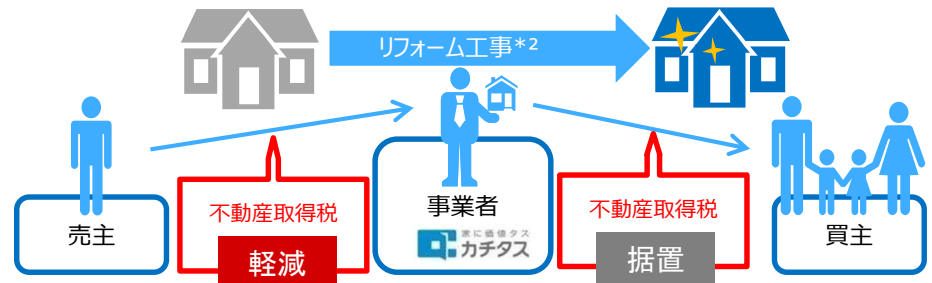 リフォーム工事*2
売主
不動産取得税
軽減
事業者
家に価値タス
カチタス
不動産取得税
据置
買主